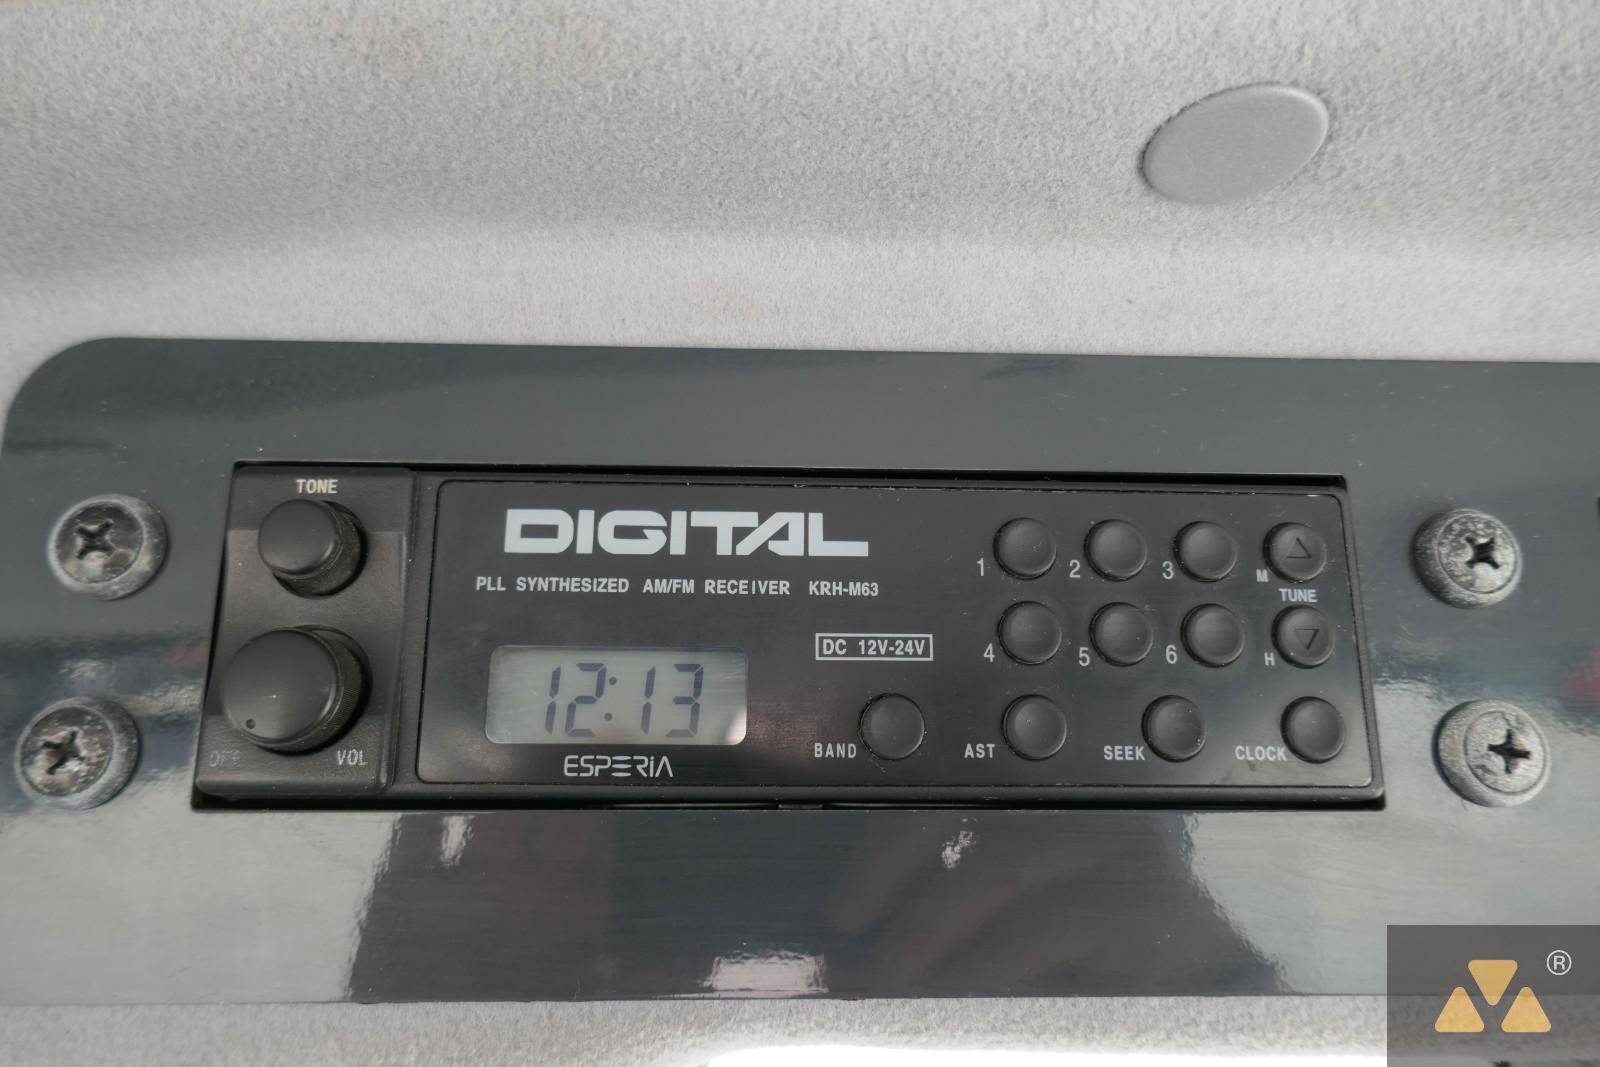 TONE
DIGITAL
PLL SYNTHESIZED AM/FM RECEIVER KRH-M63
1 2 3 M
TUNE
DC 12V-24V
4 5 6 H
12:13
OFF VOL
BAND AST SEEK CLOCK
ESPERIA
®